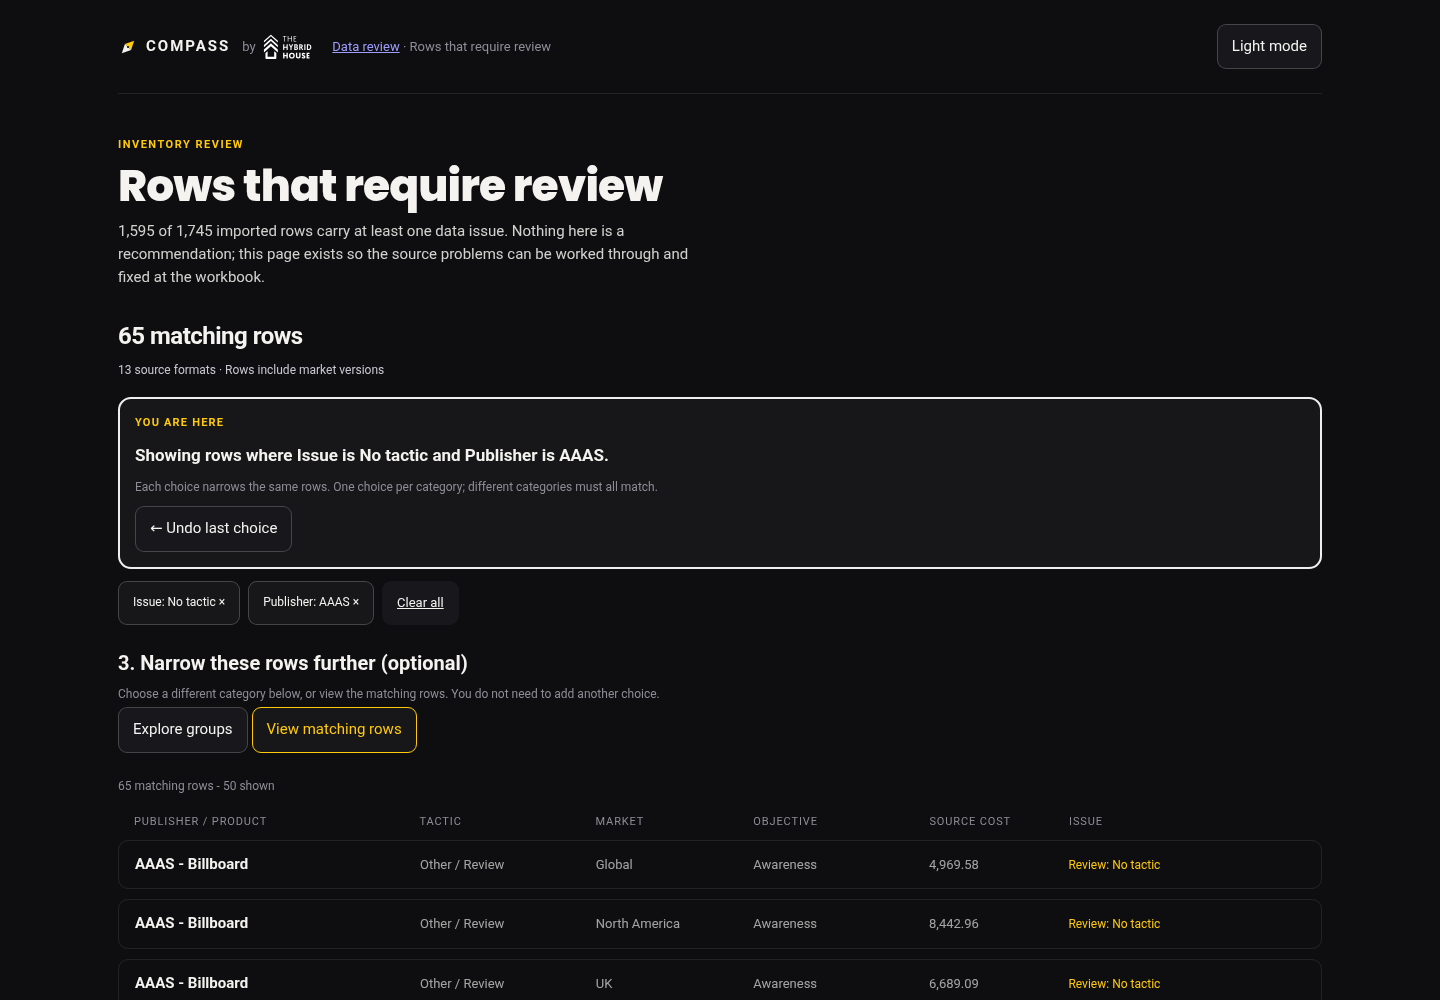 COMPASS by THE HYBRID HOUSE Data review · Rows that require review Light mode
INVENTORY REVIEW
Rows that require review
1,595 of 1,745 imported rows carry at least one data issue. Nothing here is a
recommendation; this page exists so the source problems can be worked through and
fixed at the workbook.
65 matching rows
13 source formats · Rows include market versions
YOU ARE HERE
Showing rows where Issue is No tactic and Publisher is AAAS.
Each choice narrows the same rows. One choice per category; different categories must all match.
← Undo last choice
Issue: No tactic × Publisher: AAAS × Clear all
3. Narrow these rows further (optional)
Choose a different category below, or view the matching rows. You do not need to add another choice.
Explore groups View matching rows
65 matching rows - 50 shown
PUBLISHER / PRODUCT TACTIC MARKET OBJECTIVE SOURCE COST ISSUE
AAAS - Billboard Other / Review Global Awareness 4,969.58 Review: No tactic
AAAS - Billboard Other / Review North America Awareness 8,442.96 Review: No tactic
AAAS - Billboard Other / Review UK Awareness 6,689.09 Review: No tactic